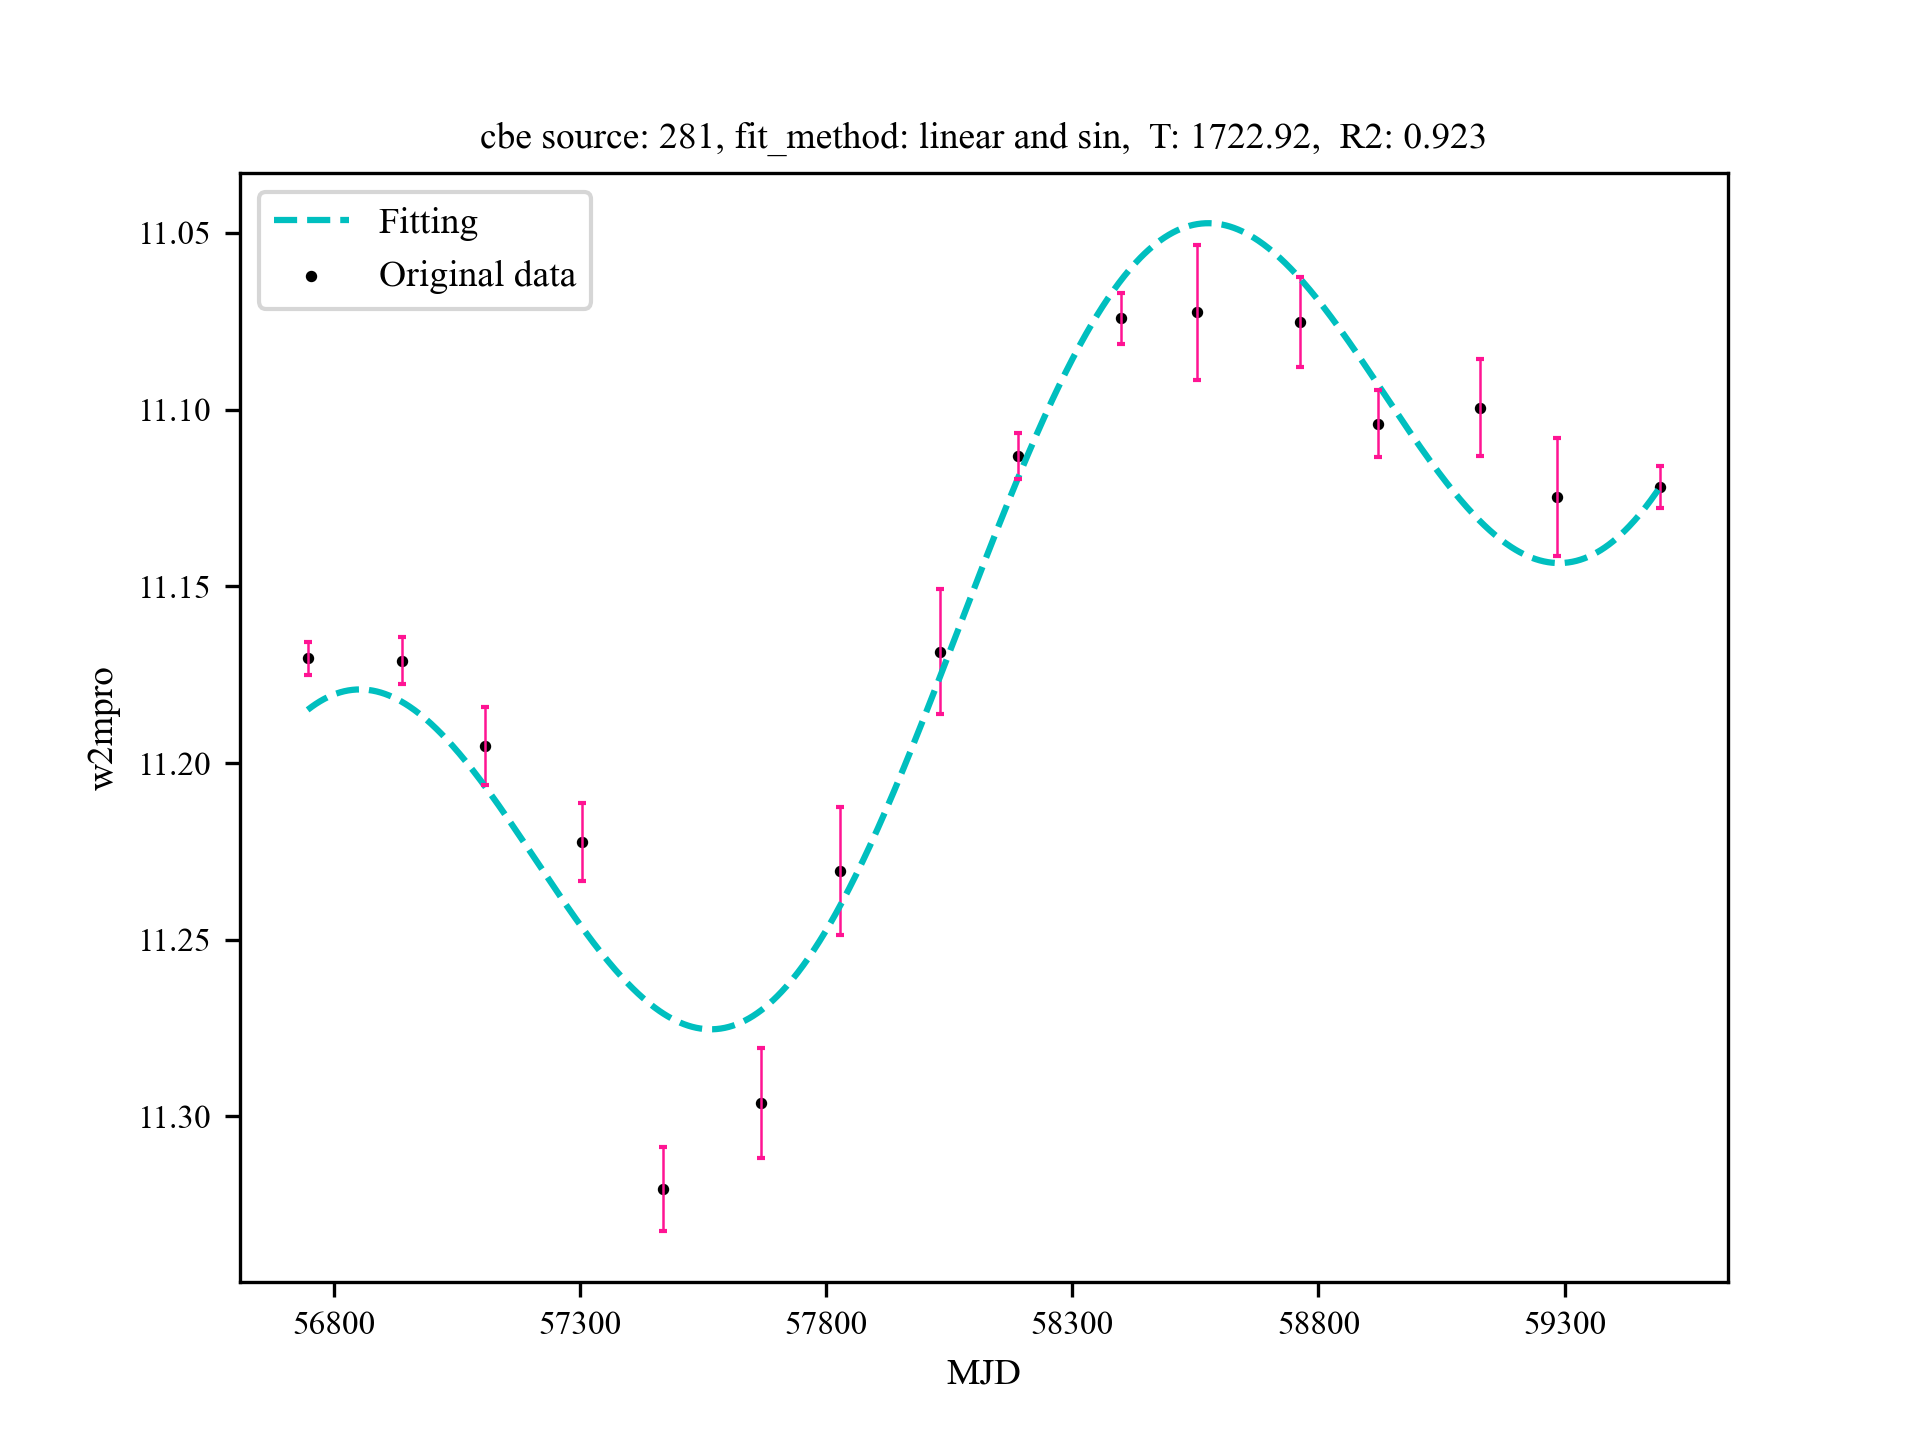 cbe source: 281, fit_method: linear and sin,  T: 1722.92,  R2: 0.923
Fitting
Original data
11.05
11.10
11.15
11.20
11.25
11.30
w2mpro
56800 57300 57800 58300 58800 59300
MJD